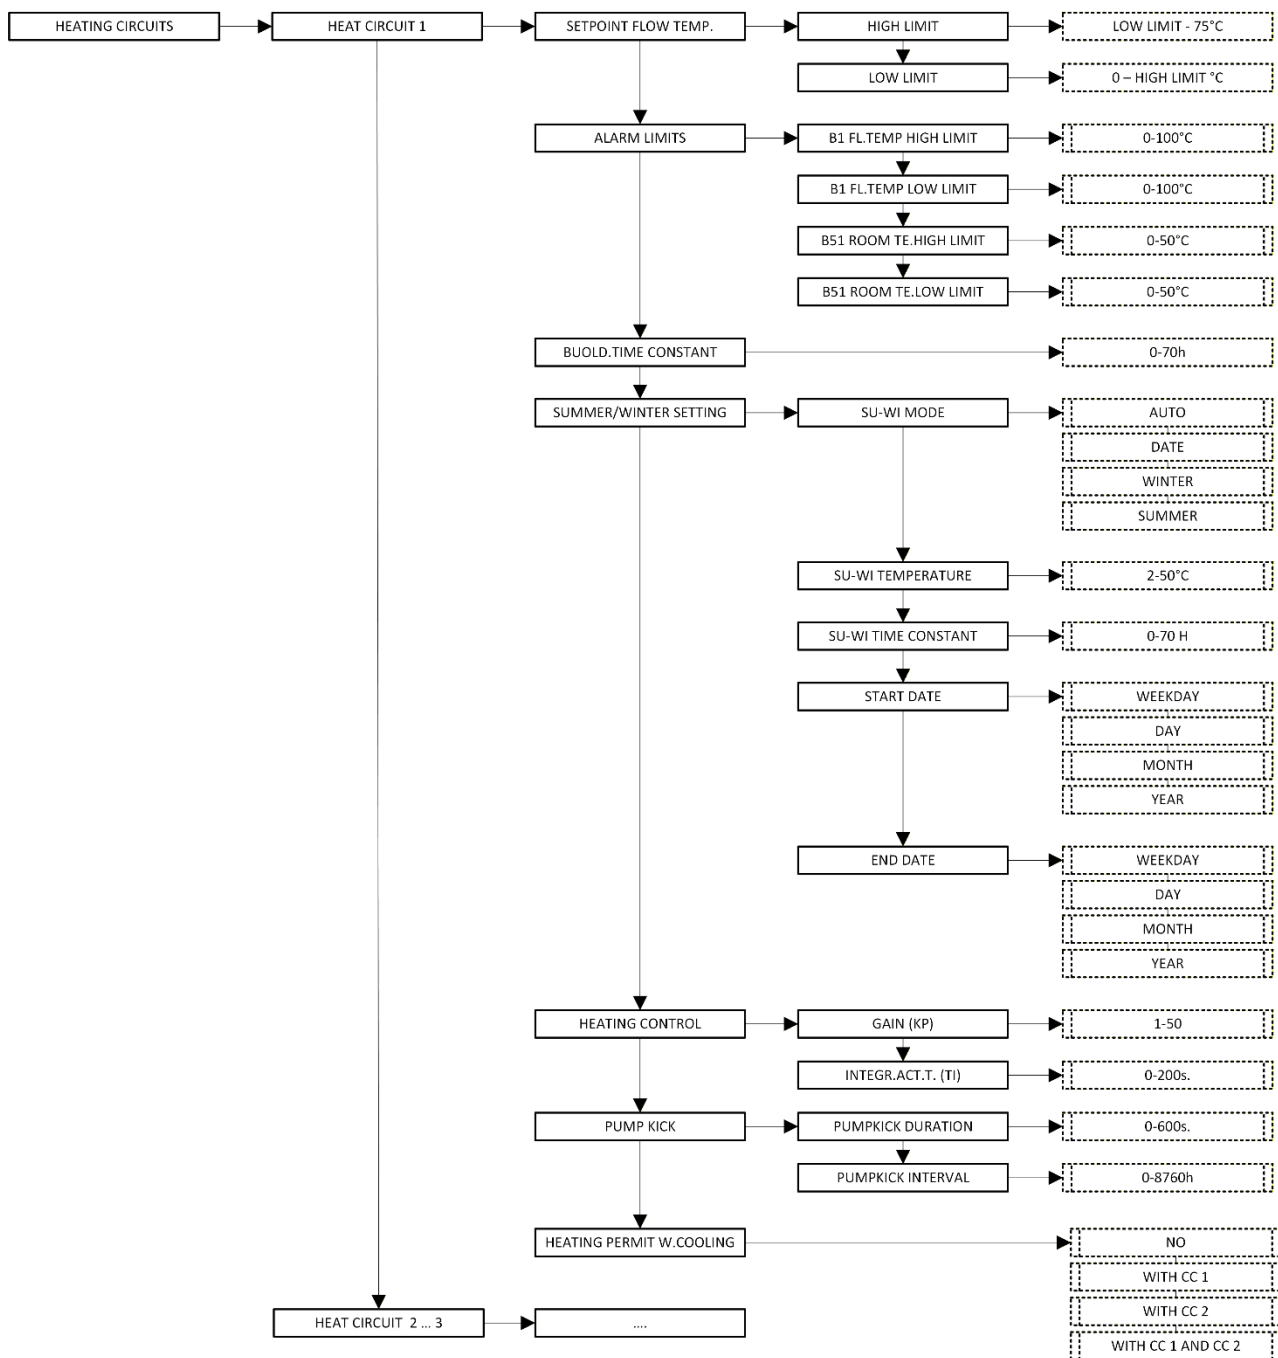 HEATING CIRCUITS
HEAT CIRCUIT 1
SETPOINT FLOW TEMP.
HIGH LIMIT
LOW LIMIT - 75°C
LOW LIMIT
0 – HIGH LIMIT °C
ALARM LIMITS
B1 FL.TEMP HIGH LIMIT
0-100°C
B1 FL.TEMP LOW LIMIT
0-100°C
B51 ROOM TE.HIGH LIMIT
0-50°C
B51 ROOM TE.LOW LIMIT
0-50°C
BUOLD.TIME CONSTANT
0-70h
SUMMER/WINTER SETTING
SU-WI MODE
AUTO
DATE
WINTER
SUMMER
SU-WI TEMPERATURE
2-50°C
SU-WI TIME CONSTANT
0-70 H
START DATE
WEEKDAY
DAY
MONTH
YEAR
END DATE
WEEKDAY
DAY
MONTH
YEAR
HEATING CONTROL
GAIN (KP)
1-50
INTEGR.ACT.T. (TI)
0-200s.
PUMP KICK
PUMPKICK DURATION
0-600s.
PUMPKICK INTERVAL
0-8760h
HEATING PERMIT W.COOLING
NO
WITH CC 1
WITH CC 2
HEAT CIRCUIT 2 ... 3
....
WITH CC 1 AND CC 2